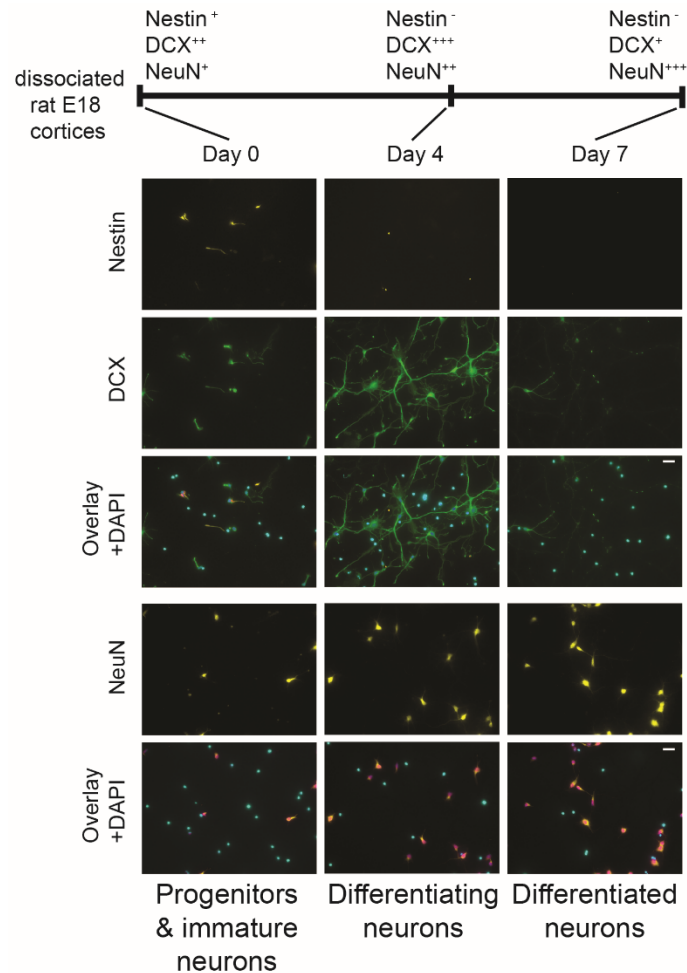 Nestin⁺
DCX⁺⁺
NeuN⁺
Nestin⁻
DCX⁺⁺⁺
NeuN⁺⁺
Nestin⁻
DCX⁺
NeuN⁺⁺⁺
dissociated
rat E18
cortices
Day 0
Day 4
Day 7
Nestin
DCX
Overlay
+DAPI
NeuN
Overlay
+DAPI
Progenitors
& immature
neurons
Differentiating
neurons
Differentiated
neurons